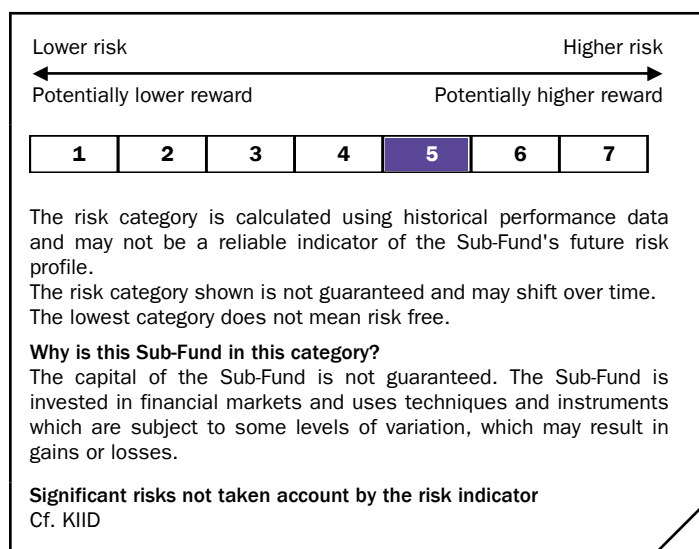 Lower risk Higher risk
Potentially lower reward Potentially higher reward
1 2 3 4 5 6 7
The risk category is calculated using historical performance data
and may not be a reliable indicator of the Sub-Fund's future risk
profile.
The risk category shown is not guaranteed and may shift over time.
The lowest category does not mean risk free.
Why is this Sub-Fund in this category?
The capital of the Sub-Fund is not guaranteed. The Sub-Fund is
invested in financial markets and uses techniques and instruments
which are subject to some levels of variation, which may result in
gains or losses.
Significant risks not taken account by the risk indicator
Cf. KIID